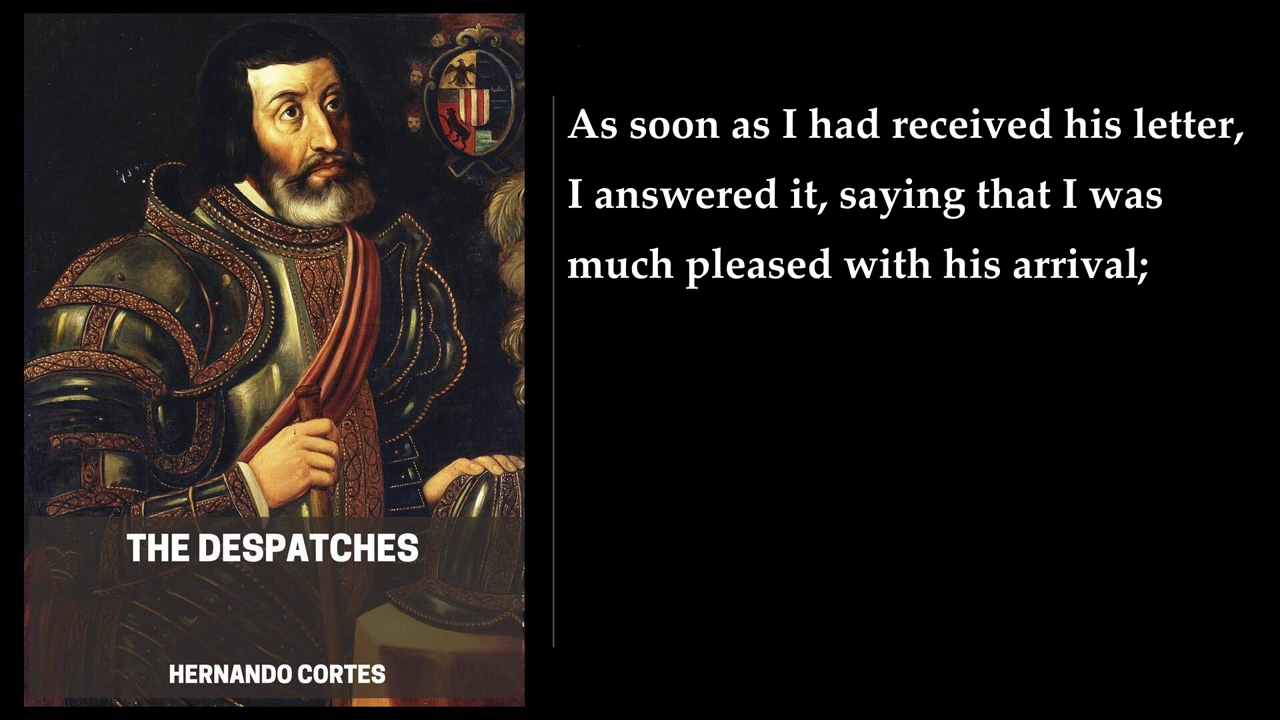 THE DESPATCHES
HERNANDO CORTES
As soon as I had received his letter,
I answered it, saying that I was
much pleased with his arrival;